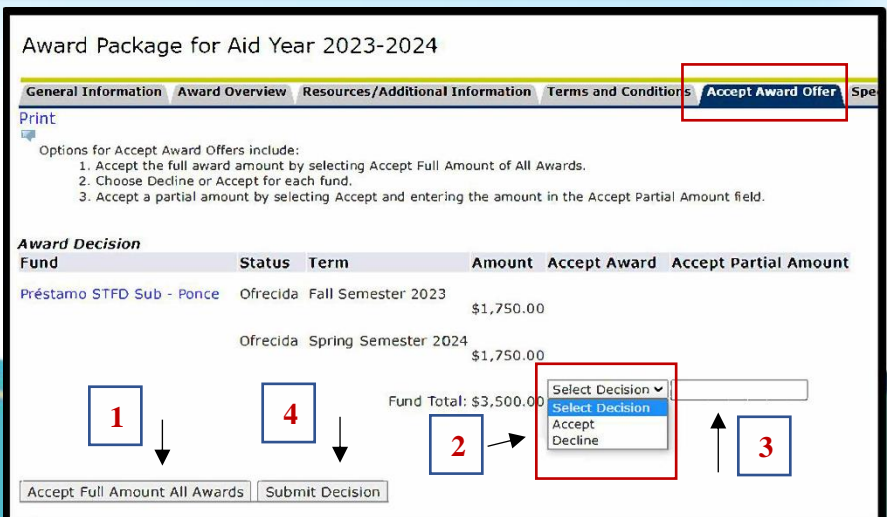 Award Package for Aid Year 2023-2024
General Information Award Overview Resources/Additional Information Terms and Conditions Accept Award Offer Spe
Print
Options for Accept Award Offers include:
1. Accept the full award amount by selecting Accept Full Amount of All Awards.
2. Choose Decline or Accept for each fund.
3. Accept a partial amount by selecting Accept and entering the amount in the Accept Partial Amount field.
Award Decision
Fund Status Term Amount Accept Award Accept Partial Amount
Préstamo STFD Sub - Ponce Ofrecida Fall Semester 2023
$1,750.00
Ofrecida Spring Semester 2024
$1,750.00
Select Decision
Fund Total: $3,500.00
Select Decision
Accept
Decline
1
4
2
3
Accept Full Amount All Awards Submit Decision